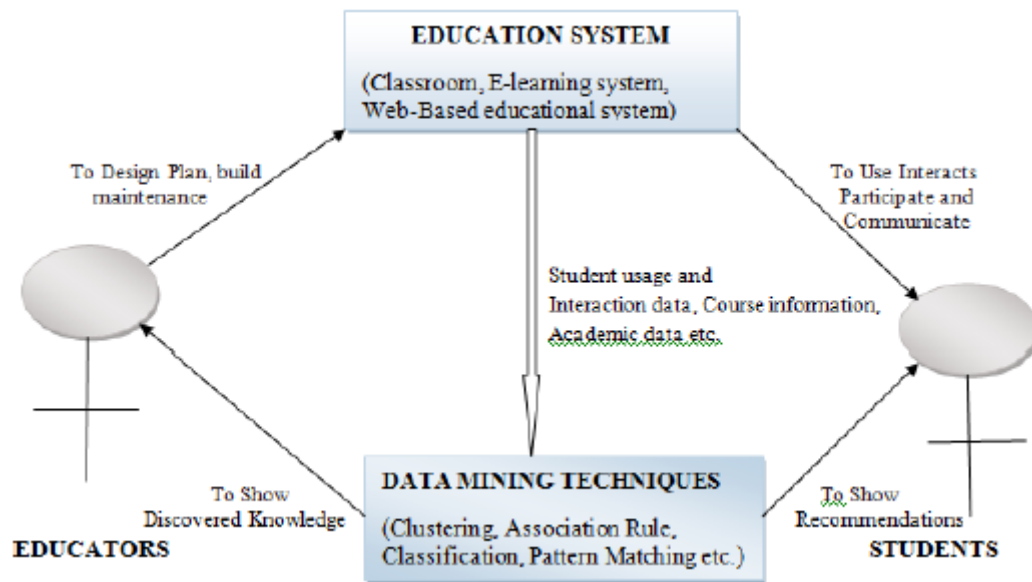 EDUCATION SYSTEM
(Classroom, E-learning system,
Web-Based educational system)
To Design Plan, build
maintenance
To Use Interacts
Participate and
Communicate
Student usage and
Interaction data, Course information,
Academic data etc.
DATA MINING TECHNIQUES
(Clustering, Association Rule,
Classification, Pattern Matching etc.)
To Show
Discovered Knowledge
EDUCATORS
To Show
Recommendations
STUDENTS